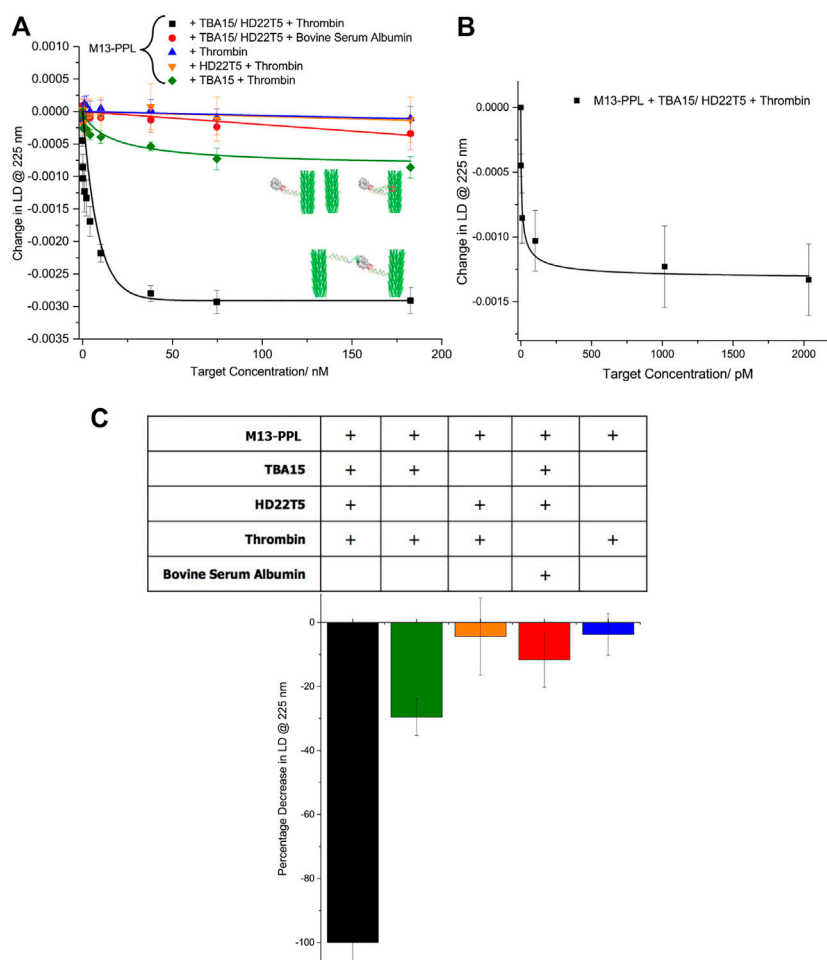 A
M13-PPL
+ TBA15/ HD22T5 + Thrombin
+ TBA15/ HD22T5 + Bovine Serum Albumin
+ Thrombin
+ HD22T5 + Thrombin
+ TBA15 + Thrombin
0.0010
0.0005
0.0000
-0.0005
-0.0010
-0.0015
-0.0020
-0.0025
-0.0030
-0.0035
Change in LD @ 225 nm
0 50 100 150 200
Target Concentration/ nM
B
M13-PPL + TBA15/ HD22T5 + Thrombin
0.0000
-0.0005
-0.0010
-0.0015
Change in LD @ 225 nm
0 500 1000 1500 2000
Target Concentration/ pM
C
M13-PPL + + + + +
TBA15 + + +
HD22T5 + + +
Thrombin + + + +
Bovine Serum Albumin +
0
-20
-40
-60
-80
-100
Percentage Decrease in LD @ 225 nm